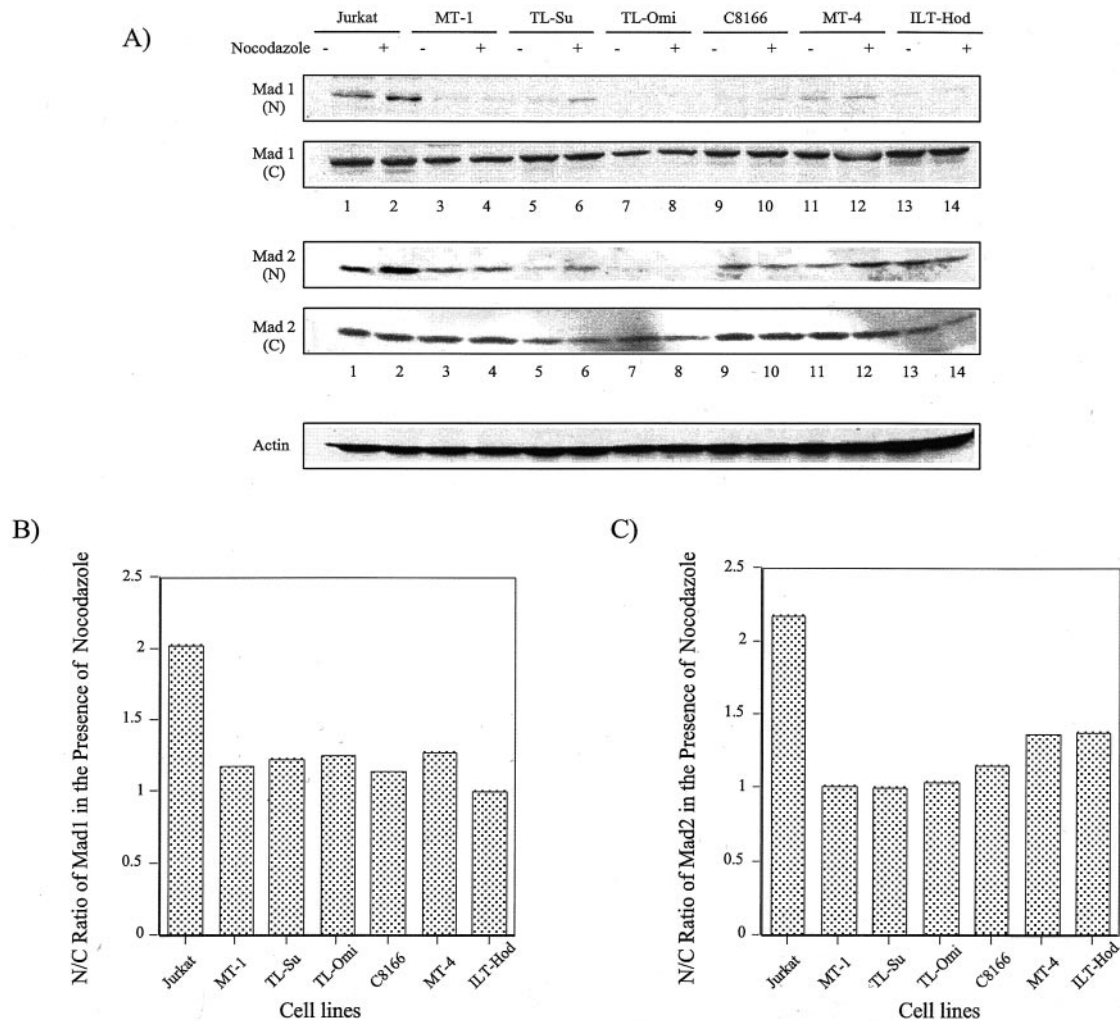 A)
Jurkat MT-1 TL-Su TL-Omi C8166 MT-4 ILT-Hod
Nocodazole - + - + - + - + - + - + - +
Mad 1
(N)
Mad 1
(C)
1 2 3 4 5 6 7 8 9 10 11 12 13 14
Mad 2
(N)
Mad 2
(C)
1 2 3 4 5 6 7 8 9 10 11 12 13 14
Actin
B)
N/C Ratio of Mad1 in the Presence of Nocodazole
2.5
2
1.5
1
0.5
0
Jurkat MT-1 TL-Su TL-Omi C8166 MT-4 ILT-Hod
Cell lines
C)
N/C Ratio of Mad2 in the Presence of Nocodazole
2.5
2
1.5
1
0.5
0
Jurkat MT-1 TL-Su TL-Omi C8166 MT-4 ILT-Hod
Cell lines